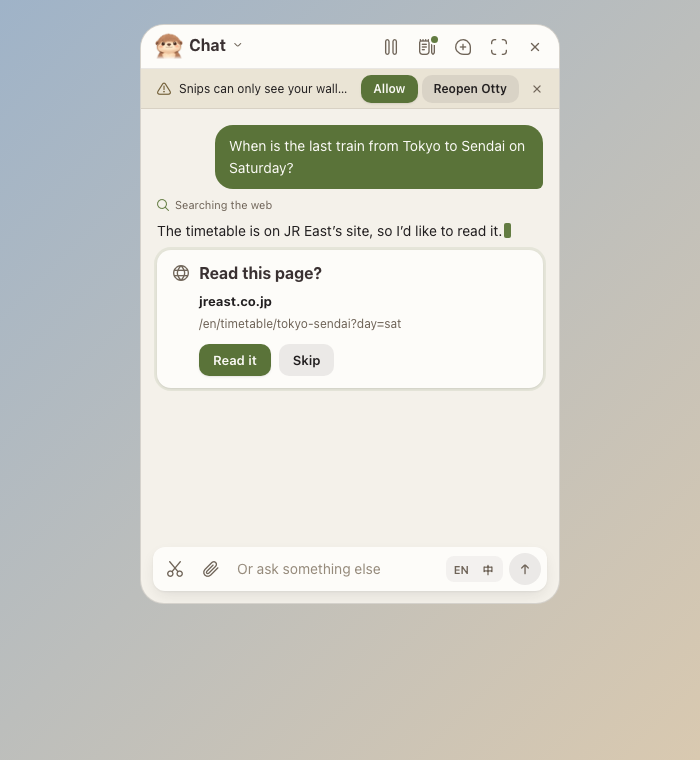 Chat
Snips can only see your wall...
Allow
Reopen Otty
When is the last train from Tokyo to Sendai on
Saturday?
Searching the web
The timetable is on JR East’s site, so I’d like to read it.
Read this page?
jreast.co.jp
/en/timetable/tokyo-sendai?day=sat
Read it
Skip
Or ask something else
EN 中